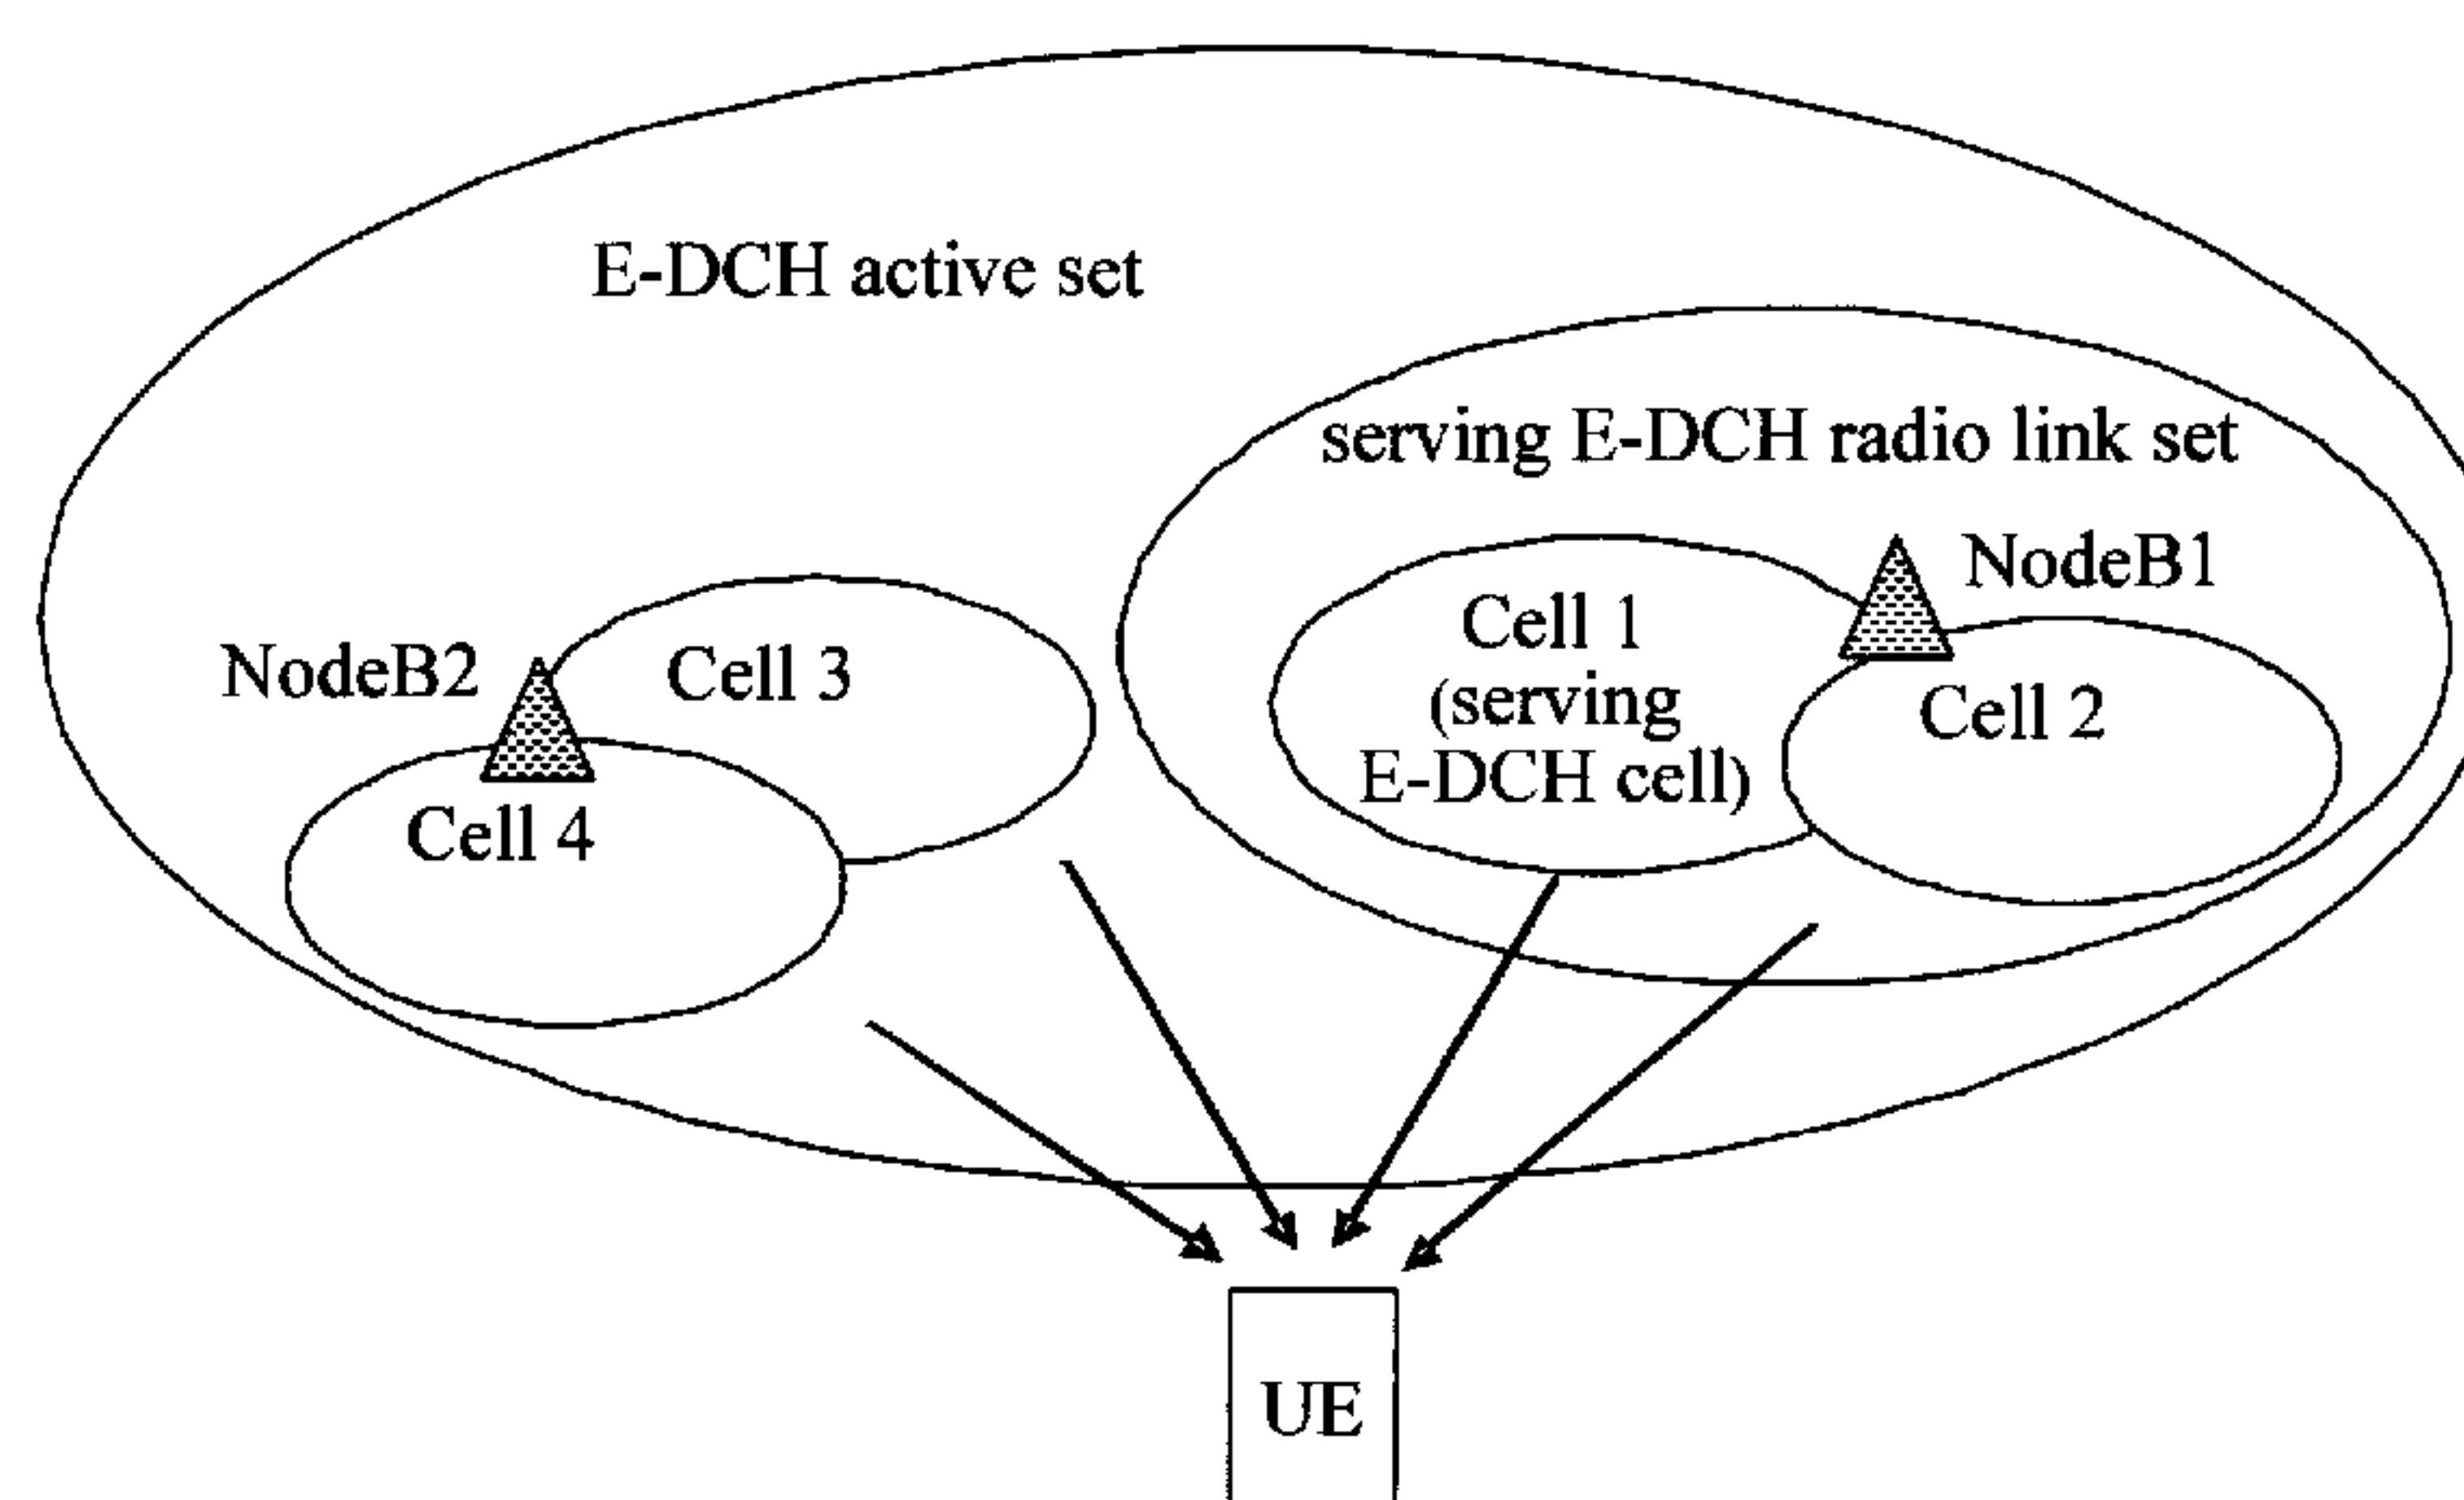 E-DCH active set
serving E-DCH radio link set
NodeB1
Cell 1
(serving
E-DCH cell)
Cell 2
NodeB2
Cell 3
Cell 4
UE